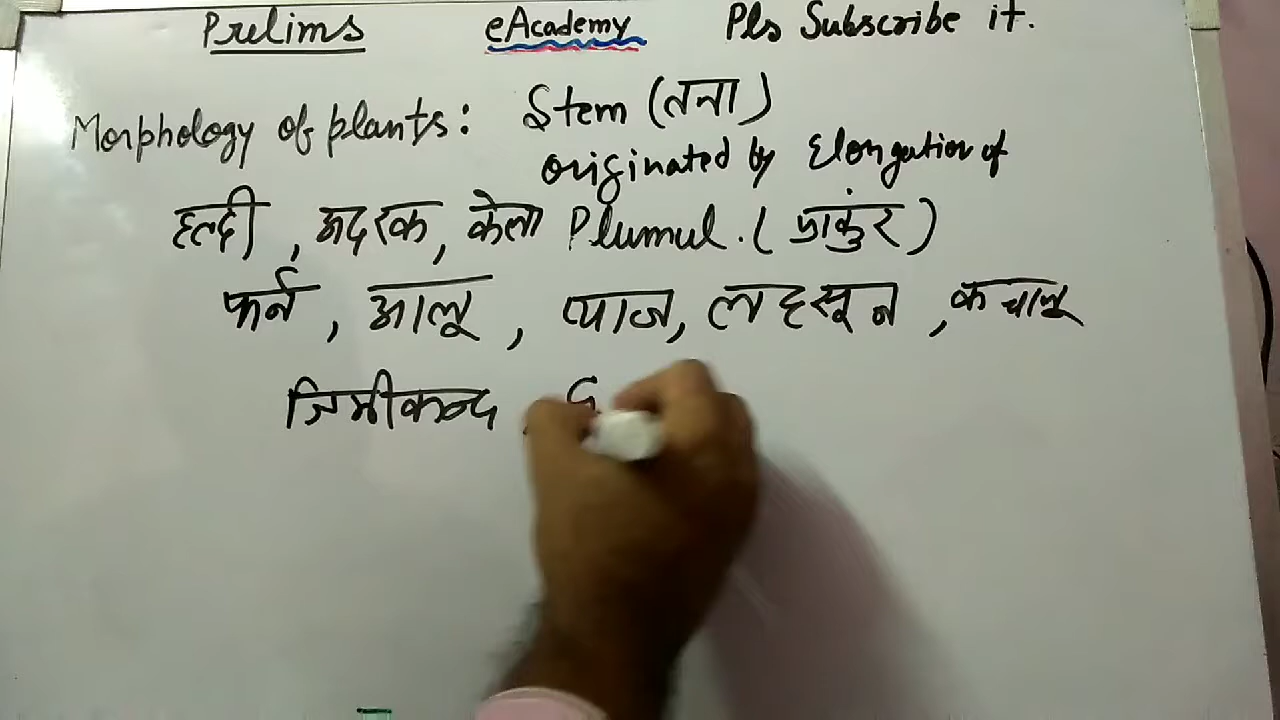 Prelims eAcademy Pls Subscribe it.
Morphology of plants: Stem (तना)
originated by Elongation of
हल्दी, अदरक, केला Plumul. (प्राकुंर)
फर्न, आलू, प्याज, लहसून, कचालू
जिमीकन्द,